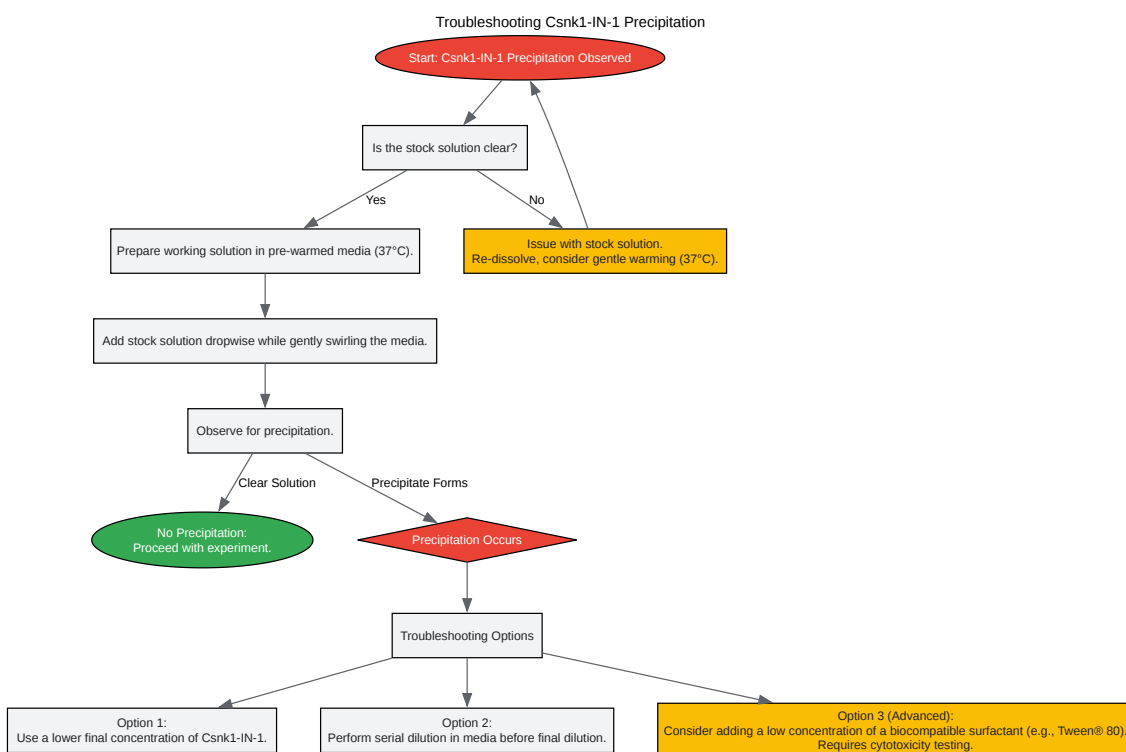 Troubleshooting Csnk1-IN-1 Precipitation
Start: Csnk1-IN-1 Precipitation Observed
Is the stock solution clear?
Yes
No
Prepare working solution in pre-warmed media (37°C).
Issue with stock solution.
Re-dissolve, consider gentle warming (37°C).
Add stock solution dropwise while gently swirling the media.
Observe for precipitation.
Clear Solution
Precipitate Forms
No Precipitation:
Proceed with experiment.
Precipitation Occurs
Troubleshooting Options
Option 1:
Use a lower final concentration of Csnk1-IN-1.
Option 2:
Perform serial dilution in media before final dilution.
Option 3 (Advanced):
Consider adding a low concentration of a biocompatible surfactant (e.g., Tween® 80).
Requires cytotoxicity testing.